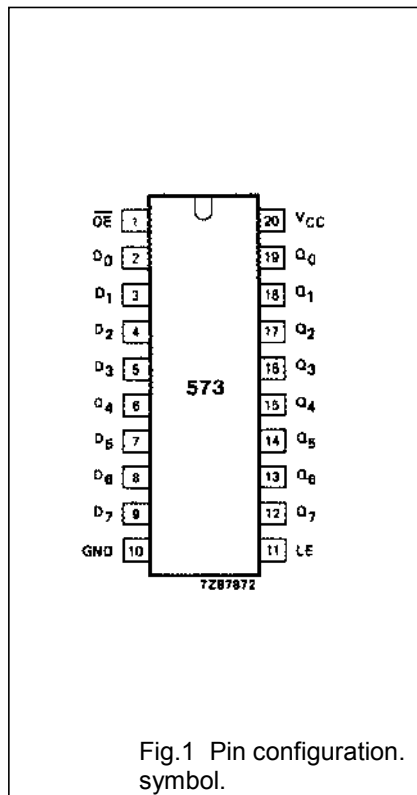 O̅E̅ 1 20 VCC
D0 2 19 Q0
D1 3 18 Q1
D2 4 17 Q2
D3 5 16 Q3
Q4 6 573 15 Q4
D5 7 14 Q5
D6 8 13 Q6
D7 9 12 Q7
GND 10 11 LE
7Z87872
Fig.1 Pin configuration.
symbol.